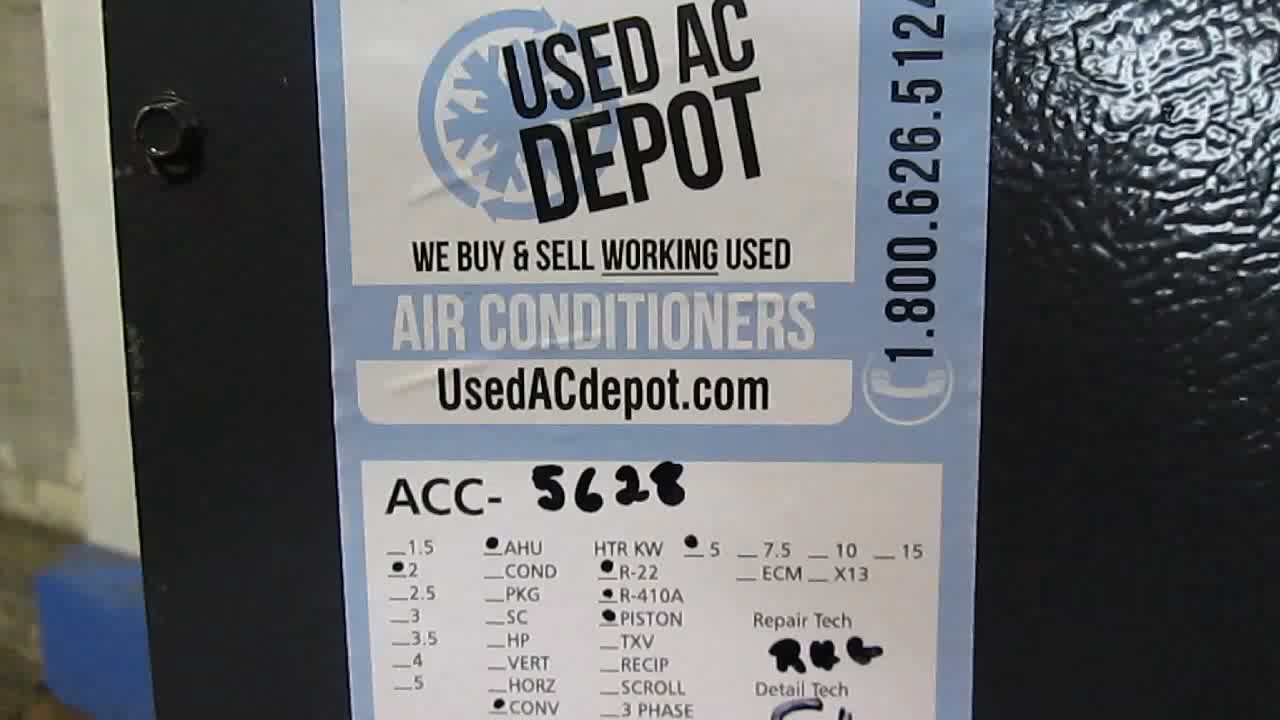 USED AC
DEPOT
WE BUY & SELL WORKING USED
AIR CONDITIONERS
UsedACdepot.com
1.800.626.5124
ACC- 5628
1.5 AHU HTR KW 5 7.5 10 15
2 COND R-22 ECM X13
2.5 PKG R-410A
3 SC PISTON Repair Tech
3.5 HP TXV
4 VERT RECIP
5 HORZ SCROLL Detail Tech
CONV 3 PHASE